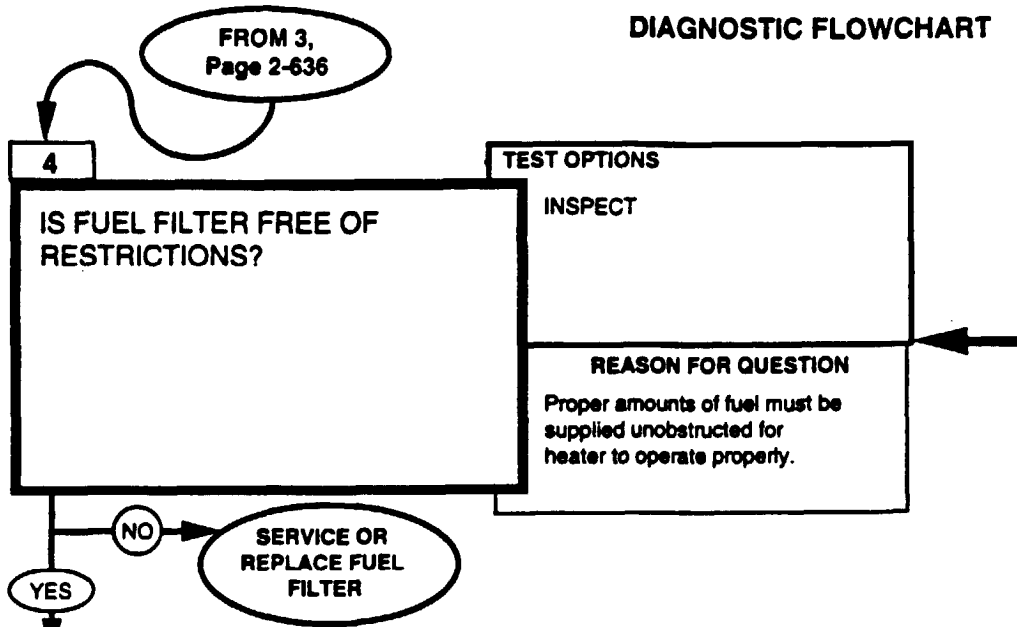 DIAGNOSTIC FLOWCHART
FROM 3,
Page 2-636
4
IS FUEL FILTER FREE OF
RESTRICTIONS?
TEST OPTIONS
INSPECT
REASON FOR QUESTION
Proper amounts of fuel must be
supplied unobstructed for
heater to operate properly.
NO
SERVICE OR
REPLACE FUEL
FILTER
YES